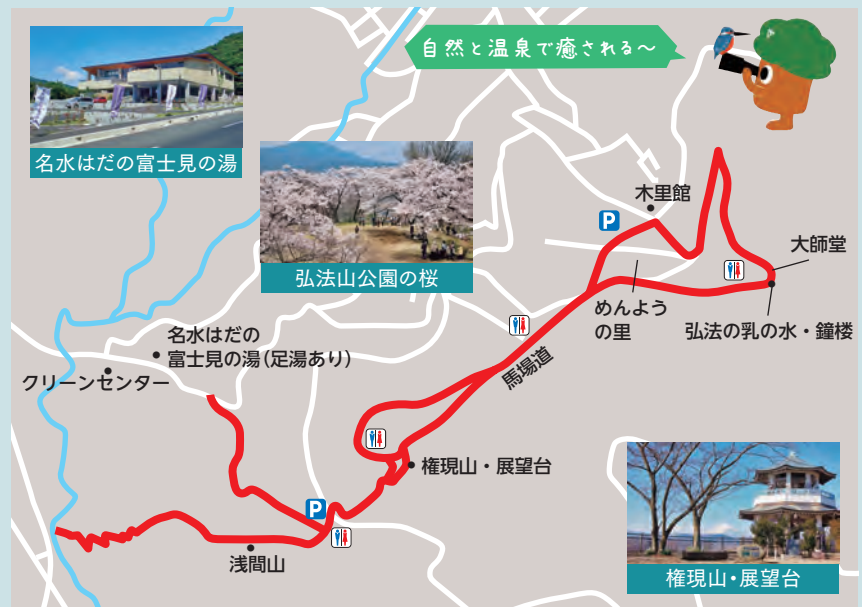 自然と温泉で癒される～
名水はだの富士見の湯
弘法山公園の桜
木里館
P
大師堂
めんよう
の里
弘法の乳の水・鐘楼
馬場道
名水はだの
富士見の湯(足湯あり)
クリーンセンター
権現山・展望台
P
浅間山
権現山・展望台